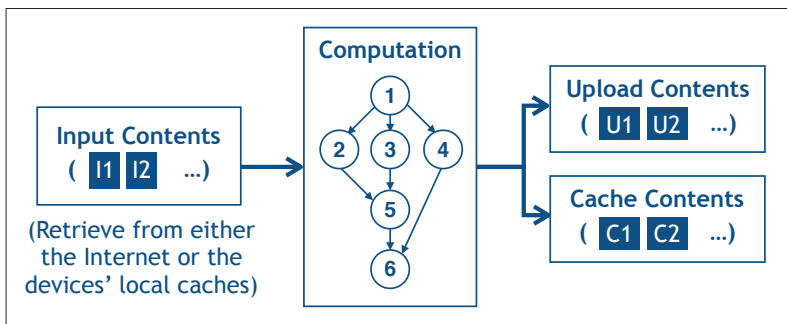 Input Contents
( I1 I2 ...)
(Retrieve from either
the Internet or the
devices’ local caches)
Computation
1
2 3 4
5
6
Upload Contents
( U1 U2 ...)
Cache Contents
( C1 C2 ...)